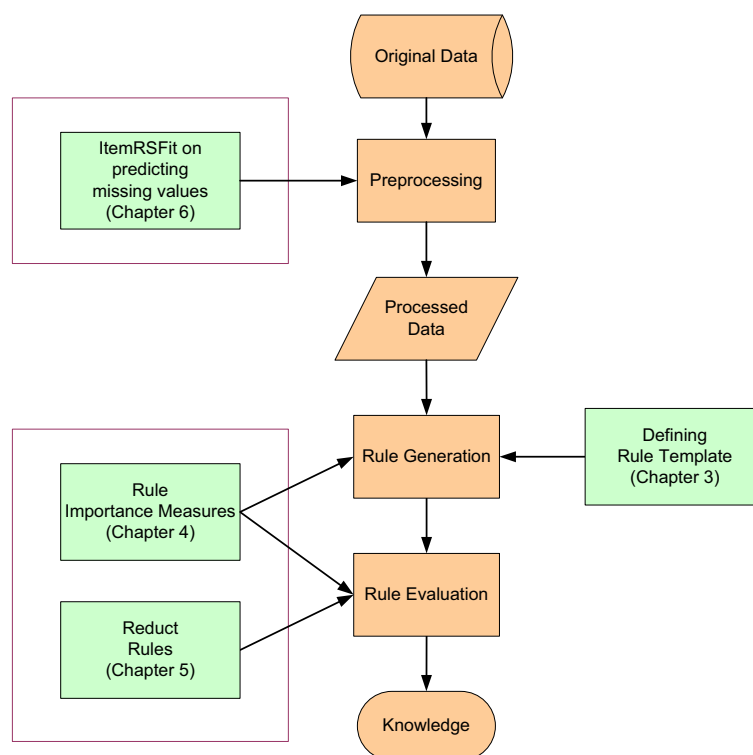 Original Data
ItemRSFit on
predicting
missing values
(Chapter 6)
Preprocessing
Processed
Data
Rule Generation
Defining
Rule Template
(Chapter 3)
Rule
Importance Measures
(Chapter 4)
Rule Evaluation
Reduct
Rules
(Chapter 5)
Knowledge